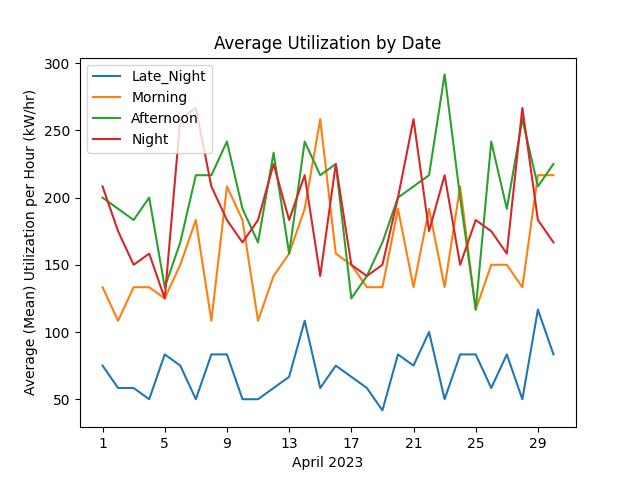 Average Utilization by Date
Average (Mean) Utilization per Hour (kW/hr)
300
250
200
150
100
50
Late_Night
Morning
Afternoon
Night
1 5 9 13 17 21 25 29
April 2023